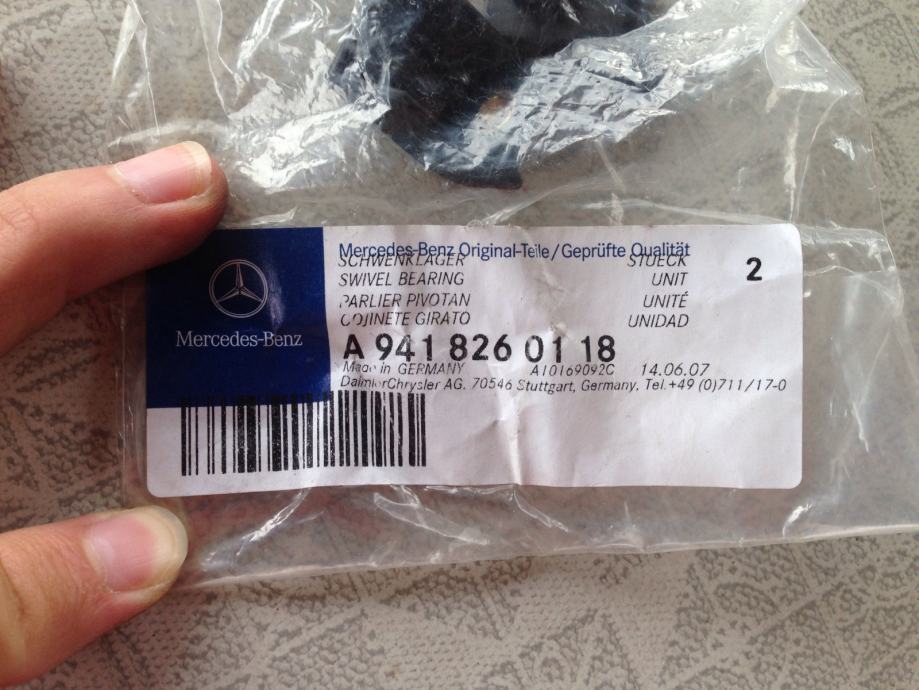 Mercedes-Benz Original-Teile/Geprüfte Qualität
SCHWENKLAGER STUECK 2
SWIVEL BEARING UNIT
PARLIER PIVOTAN UNITÉ
COJINETE GIRATO UNIDAD
Mercedes-Benz
A 941 826 01 18
Made in GERMANY A10169092C 14.06.07
DaimlerChrysler AG, 70546 Stuttgart, Germany, Tel.+49 (0)711/17-0